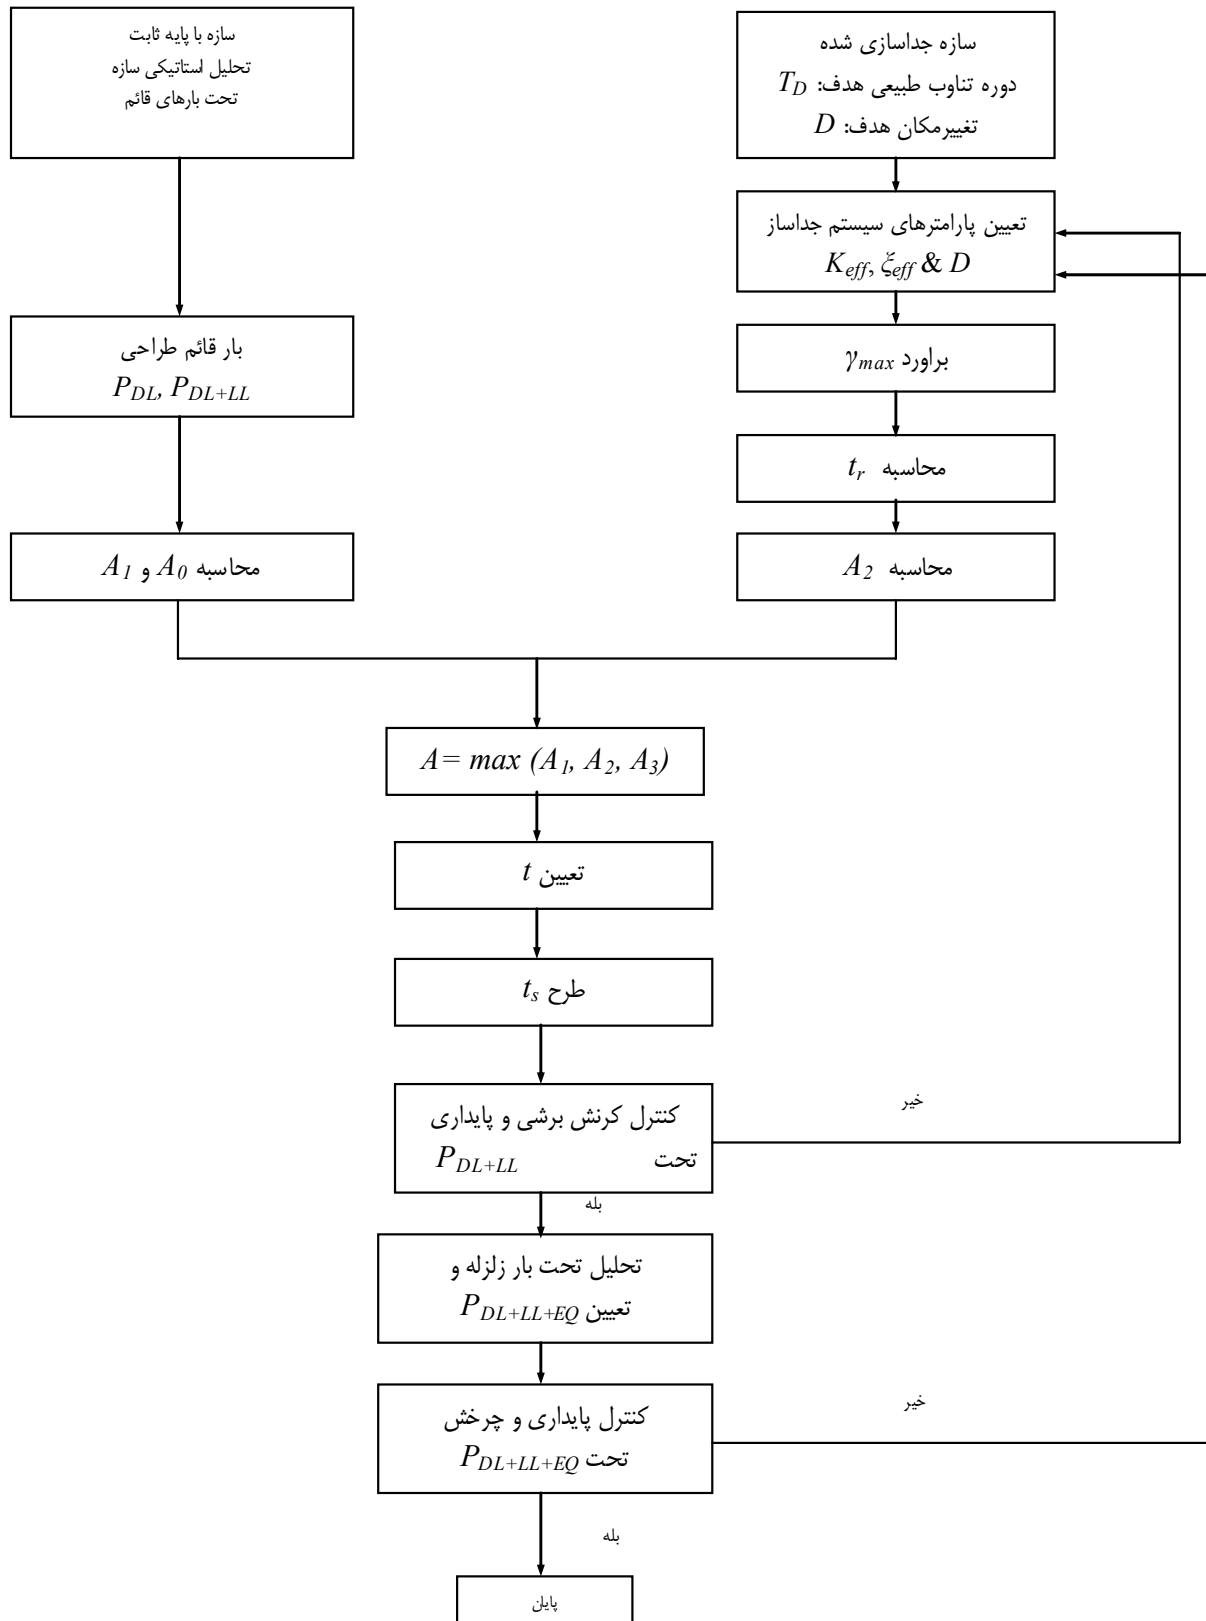 سازه با پایه ثابت
تحلیل استاتیکی سازه
تحت بارهای قائم
سازه جداسازی شده
دوره تناوب طبیعی هدف: T_D
تغییرمکان هدف: D
تعیین پارامترهای سیستم جداساز
K_eff, ξ_eff & D
بار قائم طراحی
P_DL, P_DL+LL
براورد γ_max
محاسبه t_r
محاسبه A_0 و A_1
محاسبه A_2
A= max (A_1, A_2, A_3)
تعیین t
طرح t_s
کنترل کرنش برشی و پایداری
تحت P_DL+LL
خیر
بله
تحلیل تحت بار زلزله و
تعیین P_DL+LL+EQ
کنترل پایداری و چرخش
تحت P_DL+LL+EQ
خیر
بله
پایان